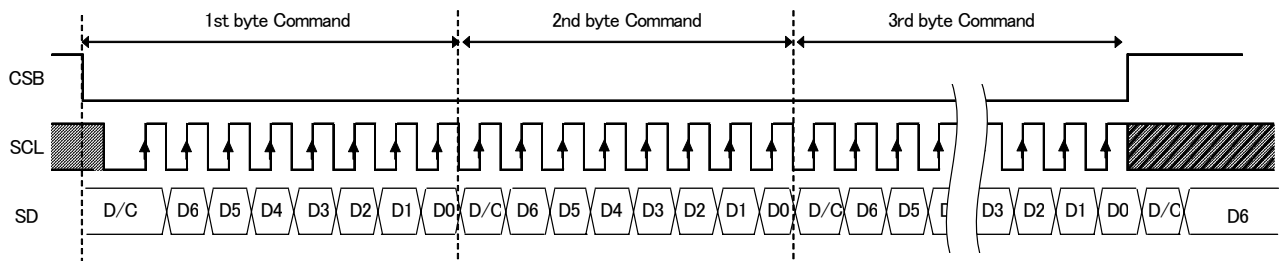 1st byte Command 2nd byte Command 3rd byte Command
CSB
SCL
SD D/C D6 D5 D4 D3 D2 D1 D0 D/C D6 D5 D4 D3 D2 D1 D0 D/C D6 D5 D3 D2 D1 D0 D/C D6